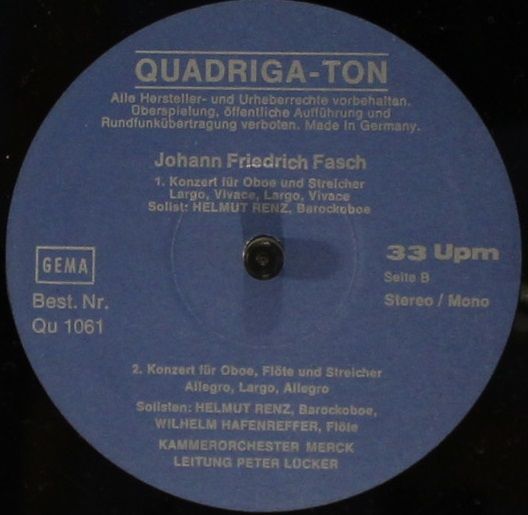 QUADRIGA-TON
Alle Hersteller- und Urheberrechte vorbehalten.
Überspielung, öffentliche Aufführung und
Rundfunkübertragung verboten. Made in Germany.
Johann Friedrich Fasch
1. Konzert für Oboe und Streicher
Largo, Vivace, Largo, Vivace
Solist: HELMUT RENZ, Barockoboe
GEMA
Best. Nr.
Qu 1061
33 Upm
Seite B
Stereo / Mono
2. Konzert für Oboe, Flöte und Streicher
Allegro, Largo, Allegro
Solisten: HELMUT RENZ, Barockoboe,
WILHELM HAFENREFFER, Flöte
KAMMERORCHESTER MERCK
LEITUNG PETER LÜCKER